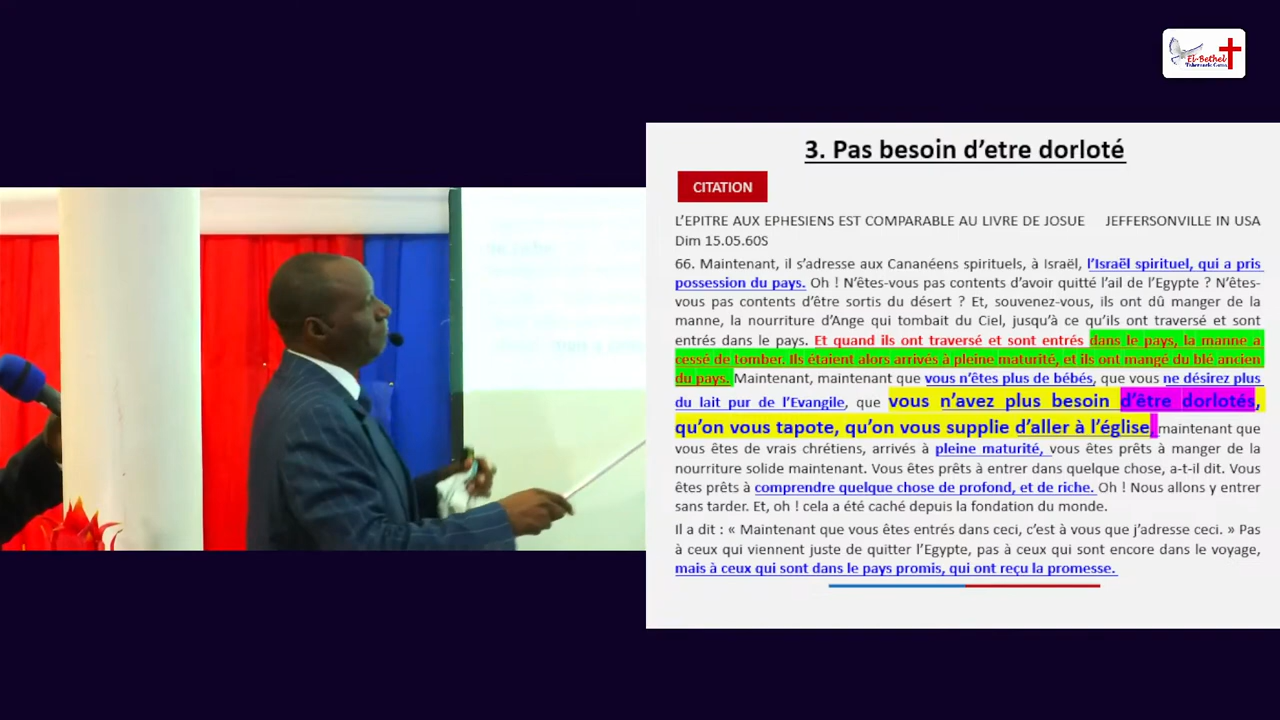 El-Bethel
3. Pas besoin d’etre dorloté
CITATION
L’EPITRE AUX EPHESIENS EST COMPARABLE AU LIVRE DE JOSUE JEFFERSONVILLE IN USA
Dim 15.05.60S
66. Maintenant, il s’adresse aux Cananéens spirituels, à Israël, l’Israël spirituel, qui a pris
possession du pays. Oh ! N’êtes-vous pas contents d’avoir quitté l’ail de l’Egypte ? N’êtes-
vous pas contents d’être sortis du désert ? Et, souvenez-vous, ils ont dû manger de la
manne, la nourriture d’Ange qui tombait du Ciel, jusqu’à ce qu’ils ont traversé et sont
entrés dans le pays. Et quand ils ont traversé et sont entrés dans le pays, la manne a
cessé de tomber. Ils étaient alors arrivés à pleine maturité, et ils ont mangé du blé ancien
du pays. Maintenant, maintenant que vous n’êtes plus de bébés, que vous ne désirez plus
du lait pur de l’Evangile, que vous n’avez plus besoin d’être dorlotés,
qu’on vous tapote, qu’on vous supplie d’aller à l’église, maintenant que
vous êtes de vrais chrétiens, arrivés à pleine maturité, vous êtes prêts à manger de la
nourriture solide maintenant. Vous êtes prêts à entrer dans quelque chose, a-t-il dit. Vous
êtes prêts à comprendre quelque chose de profond, et de riche. Oh ! Nous allons y entrer
sans tarder. Et, oh ! cela a été caché depuis la fondation du monde.
Il a dit : « Maintenant que vous êtes entrés dans ceci, c’est à vous que j’adresse ceci. » Pas
à ceux qui viennent juste de quitter l’Egypte, pas à ceux qui sont encore dans le voyage,
mais à ceux qui sont dans le pays promis, qui ont reçu la promesse.